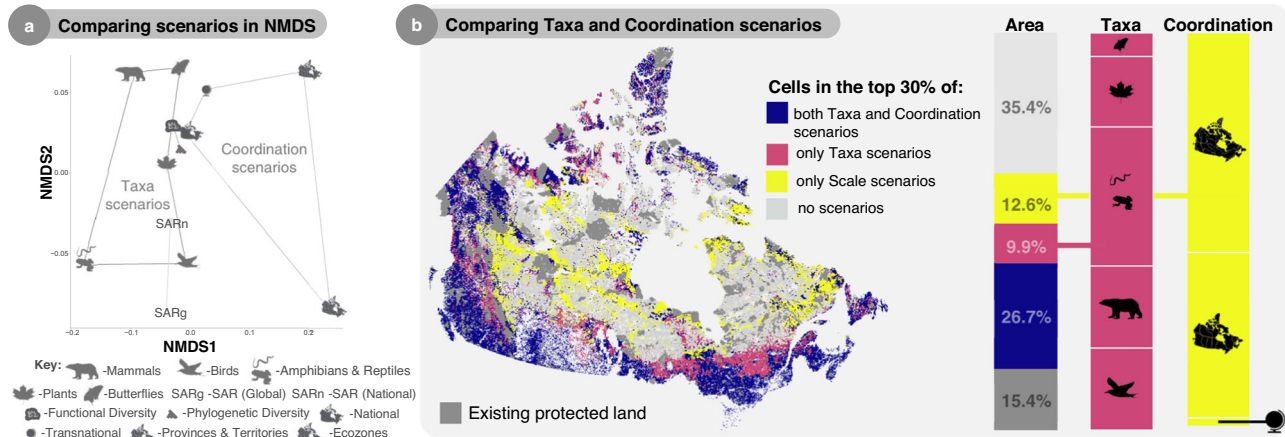 a Comparing scenarios in NMDS
NMDS2
0.05
0.00
−0.05
Taxa
scenarios
Coordination
scenarios
SARn
SARg
−0.2 −0.1 0.0 0.1
NMDS1
Key: -Mammals -Birds -Amphibians & Reptiles
-Plants -Butterflies SARg -SAR (Global) SARn -SAR (National)
-Functional Diversity -Phylogenetic Diversity -National
-Transnational -Provinces & Territories -Ecozones
b Comparing Taxa and Coordination scenarios
Cells in the top 30% of:
both Taxa and Coordination
scenarios
only Taxa scenarios
only Scale scenarios
no scenarios
Existing protected land
Area Taxa Coordination
35.4%
12.6%
9.9%
26.7%
15.4%